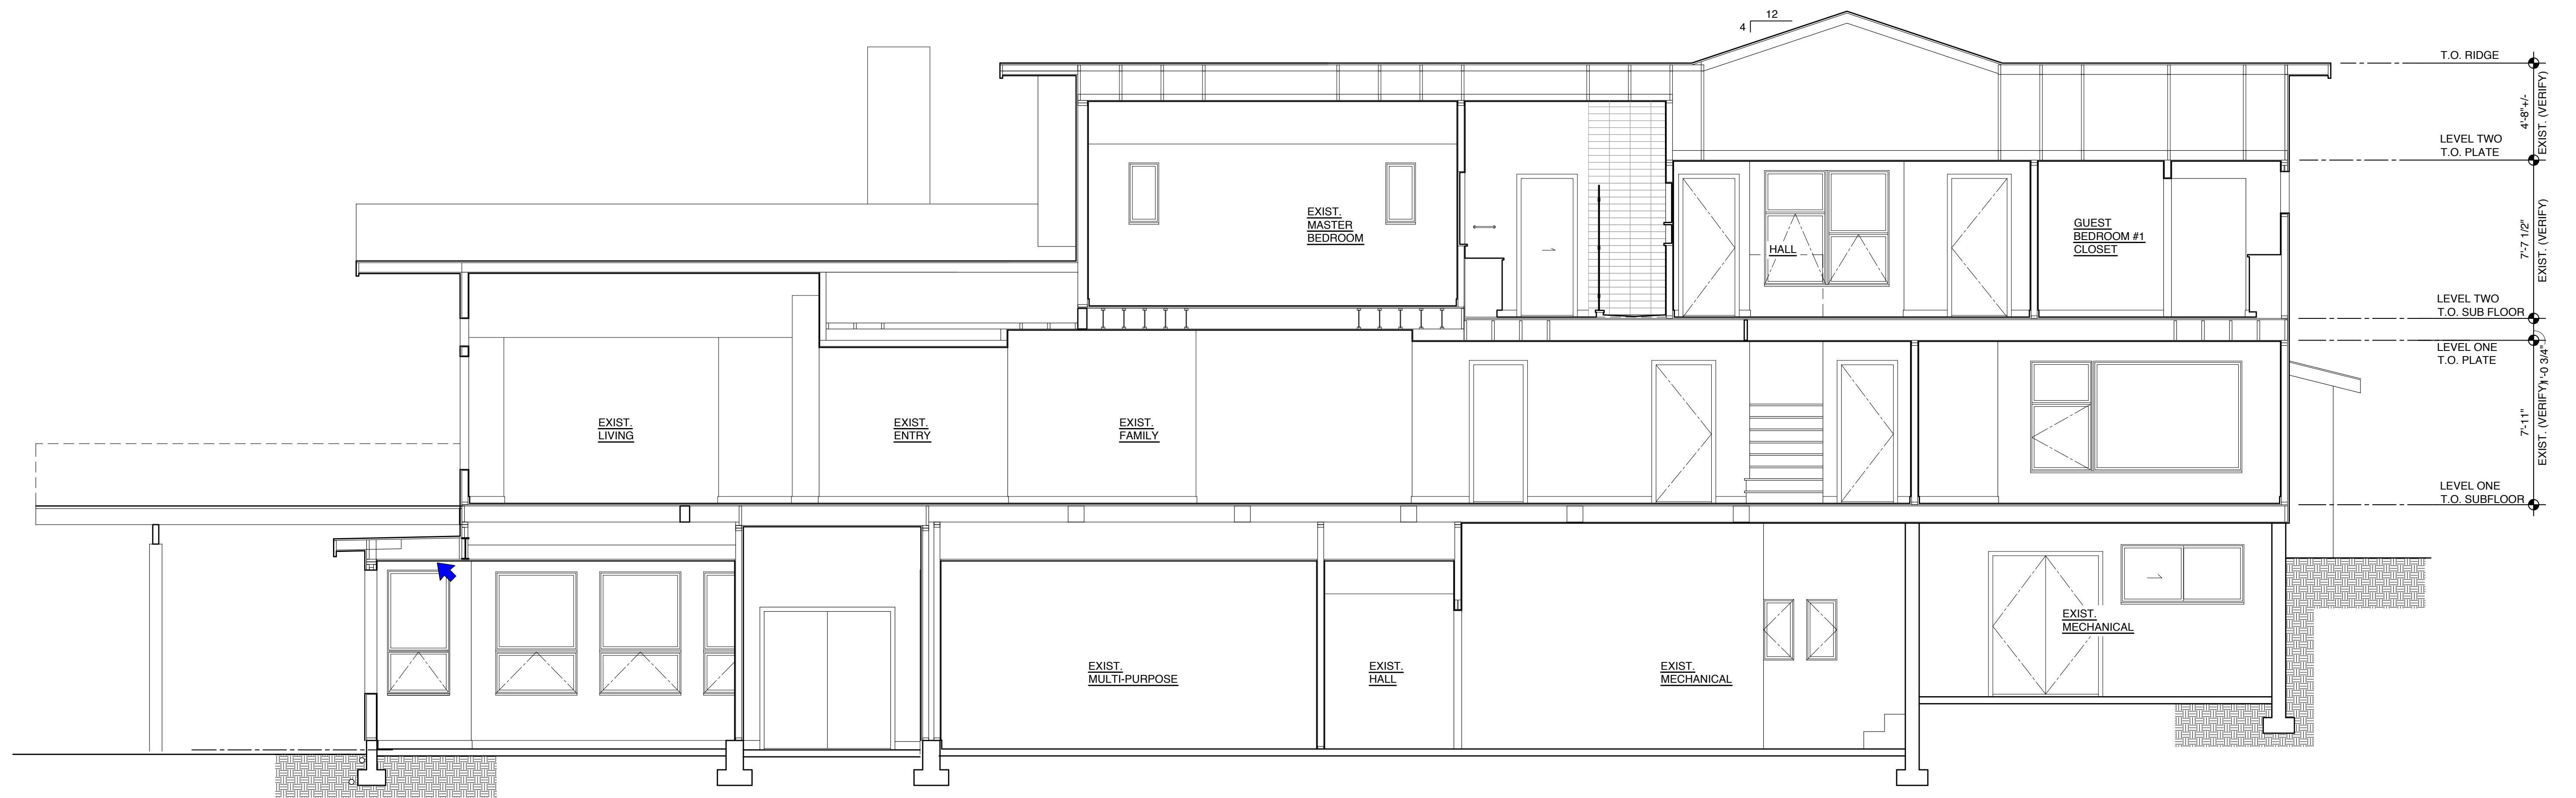 12
4
T.O. RIDGE
4'-8"+/-
EXIST. (VERIFY)
LEVEL TWO
T.O. PLATE
7'-7 1/2"
EXIST. (VERIFY)
LEVEL TWO
T.O. SUB FLOOR
LEVEL ONE
T.O. PLATE
1'-0 3/4"
7'-11"
EXIST. (VERIFY)
LEVEL ONE
T.O. SUBFLOOR
EXIST.
MASTER
BEDROOM
HALL
GUEST
BEDROOM #1
CLOSET
EXIST.
LIVING
EXIST.
ENTRY
EXIST.
FAMILY
EXIST.
MULTI-PURPOSE
EXIST.
HALL
EXIST.
MECHANICAL
EXIST.
MECHANICAL